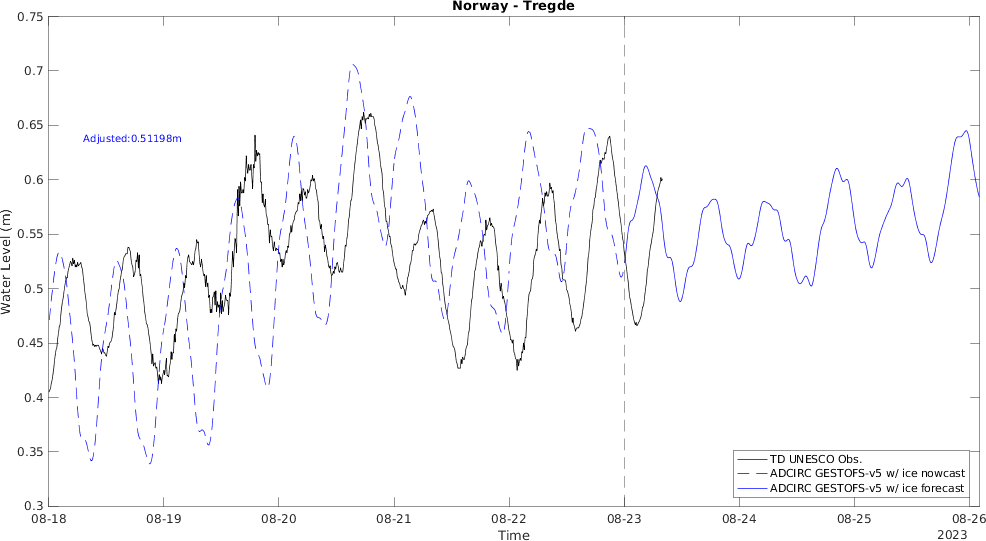 Norway - Tregde
0.75
0.7
0.65
0.6
0.55
0.5
0.45
0.4
0.35
0.3
Water Level (m)
Adjusted:0.51198m
TD UNESCO Obs.
ADCIRC GESTOFS-v5 w/ ice nowcast
ADCIRC GESTOFS-v5 w/ ice forecast
08-18 08-19 08-20 08-21 08-22 08-23 08-24 08-25 08-26
Time
2023